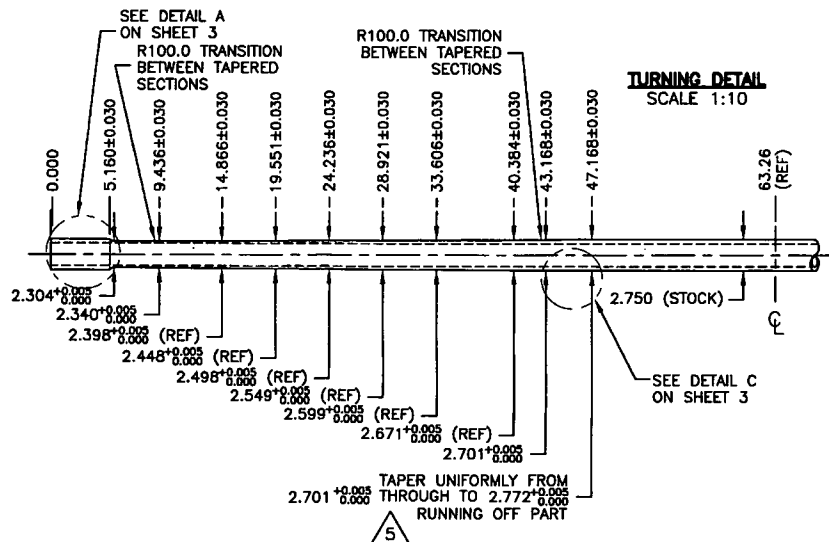 SEE DETAIL A
ON SHEET 3
R100.0 TRANSITION
BETWEEN TAPERED
SECTIONS
R100.0 TRANSITION
BETWEEN TAPERED
SECTIONS
TURNING DETAIL
SCALE 1:10
0.000
5.160±0.030
9.436±0.030
14.866±0.030
19.551±0.030
24.236±0.030
28.921±0.030
33.606±0.030
40.384±0.030
43.168±0.030
47.168±0.030
63.26
(REF)
2.304 +0.005 0.000
2.340 +0.005 0.000
2.398 +0.005 0.000 (REF)
2.448 +0.005 0.000 (REF)
2.498 +0.005 0.000 (REF)
2.549 +0.005 0.000 (REF)
2.599 +0.005 0.000 (REF)
2.671 +0.005 0.000 (REF)
2.701 +0.005 0.000
2.750 (STOCK)
℄
SEE DETAIL C
ON SHEET 3
TAPER UNIFORMLY FROM
2.701 +0.005 0.000 THROUGH TO 2.772 +0.005 0.000
RUNNING OFF PART
5